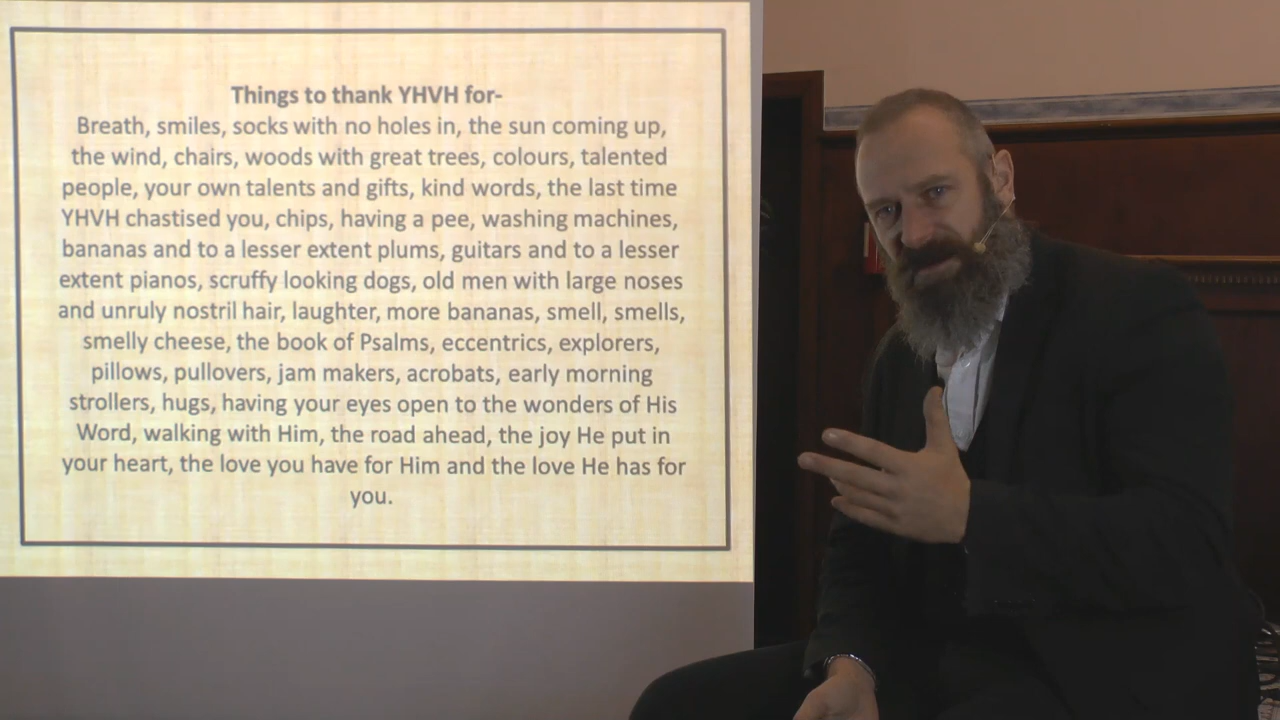 Things to thank YHVH for-
Breath, smiles, socks with no holes in, the sun coming up,
the wind, chairs, woods with great trees, colours, talented
people, your own talents and gifts, kind words, the last time
YHVH chastised you, chips, having a pee, washing machines,
bananas and to a lesser extent plums, guitars and to a lesser
extent pianos, scruffy looking dogs, old men with large noses
and unruly nostril hair, laughter, more bananas, smell, smells,
smelly cheese, the book of Psalms, eccentrics, explorers,
pillows, pullovers, jam makers, acrobats, early morning
strollers, hugs, having your eyes open to the wonders of His
Word, walking with Him, the road ahead, the joy He put in
your heart, the love you have for Him and the love He has for
you.